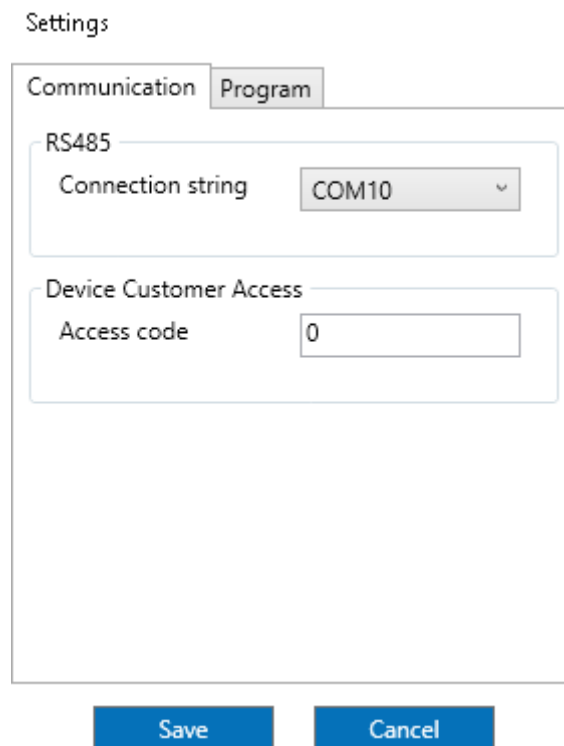 Settings
Communication Program
RS485
Connection string COM10
Device Customer Access
Access code 0
Save Cancel